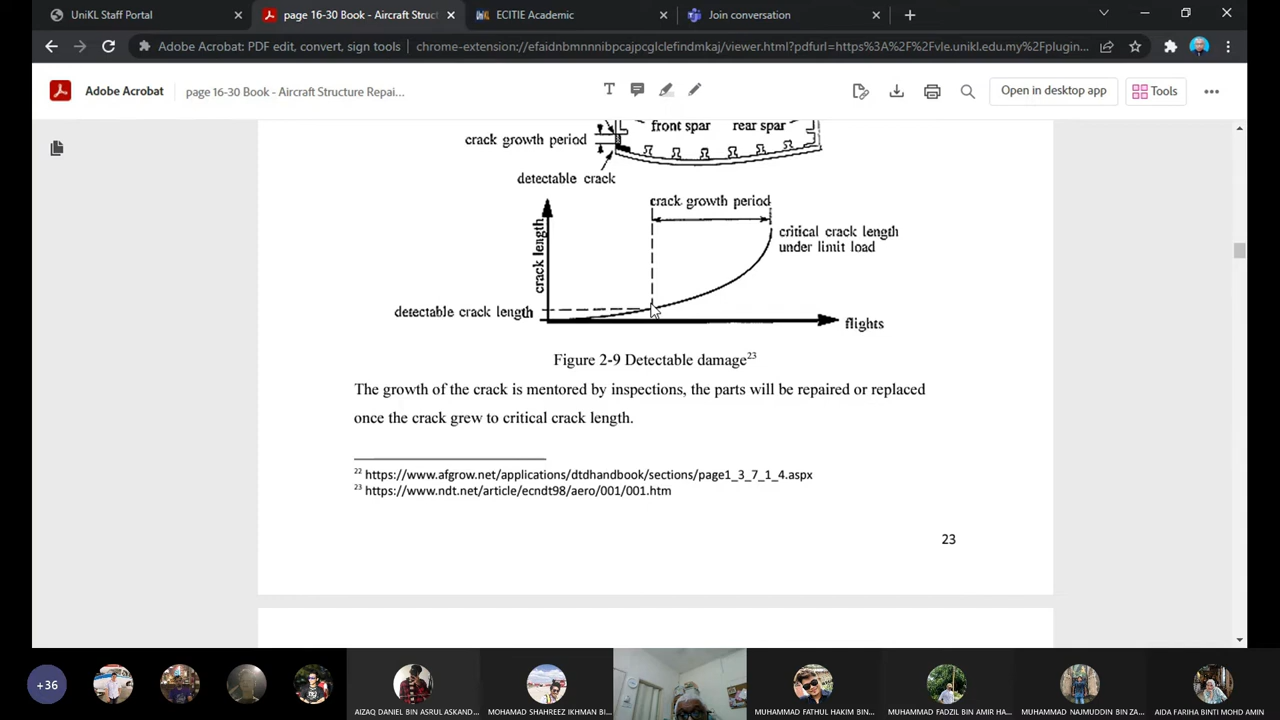 UniKL Staff Portal
page 16-30 Book - Aircraft Struct
ECITIE Academic
Join conversation
Adobe Acrobat: PDF edit, convert, sign tools
chrome-extension://efaidnbmnnnibpcajpcglclefindmkaj/viewer.html?pdfurl=https%3A%2F%2Fvle.unikl.edu.my%2Fplugin...
Adobe Acrobat
page 16-30 Book - Aircraft Structure Repai...
Open in desktop app
Tools
front spar
rear spar
crack growth period
detectable crack
crack growth period
crack length
critical crack length
under limit load
detectable crack length
flights
Figure 2-9 Detectable damage23
The growth of the crack is mentored by inspections, the parts will be repaired or replaced
once the crack grew to critical crack length.
22 https://www.afgrow.net/applications/dtdhandbook/sections/page1_3_7_1_4.aspx
23 https://www.ndt.net/article/ecndt98/aero/001/001.htm
23
+36
AIZAQ DANIEL BIN ASRUL ASKAND...
MOHAMAD SHAHREEZ IKHMAN BI...
MUHAMMAD FATHUL HAKIM BIN...
MUHAMMAD FADZIL BIN AMIR HA...
MUHAMMAD NAJMUDDIN BIN ZA...
AIDA FARIHA BINTI MOHD AMIN